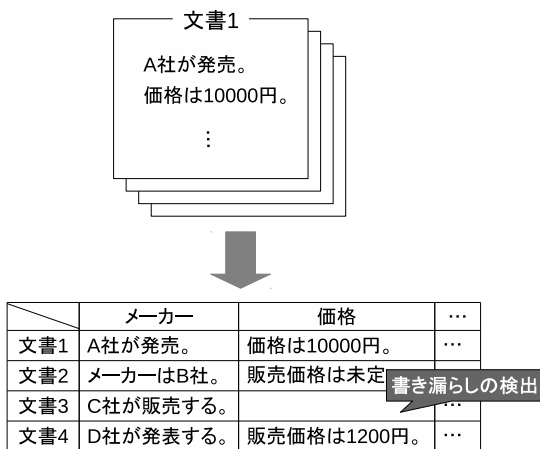 文書1
A社が発売。
価格は10000円。
⋮
メーカー 価格 …
文書1 A社が発売。 価格は10000円。 …
文書2 メーカーはB社。 販売価格は未定
書き漏らしの検出
文書3 C社が販売する。 …
文書4 D社が発表する。 販売価格は1200円。 …